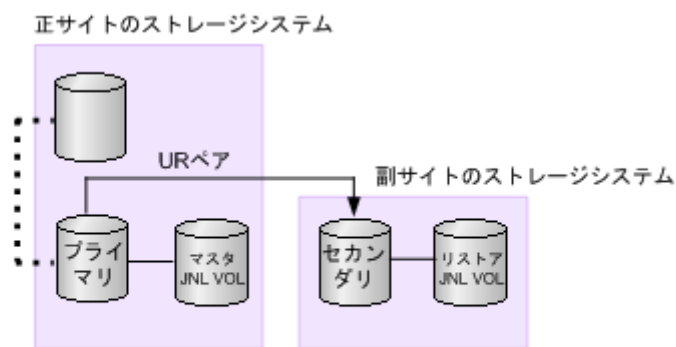 正サイトのストレージシステム
URペア
副サイトのストレージシステム
プライ
マリ
マスタ
JNL VOL
セカン
ダリ
リストア
JNL VOL